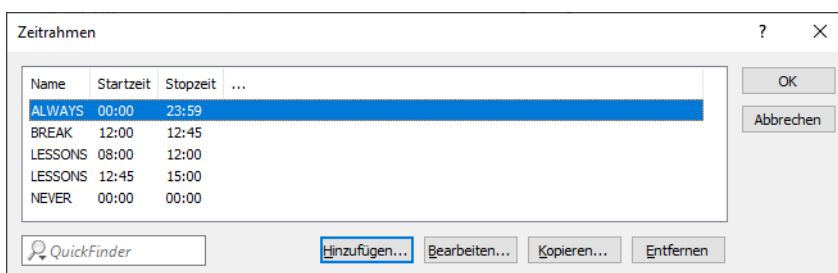 Zeitrahmen
Name Startzeit Stopzeit ...
ALWAYS 00:00 23:59
BREAK 12:00 12:45
LESSONS 08:00 12:00
LESSONS 12:45 15:00
NEVER 00:00 00:00
OK
Abbrechen
QuickFinder
Hinzufügen... Bearbeiten... Kopieren... Entfernen